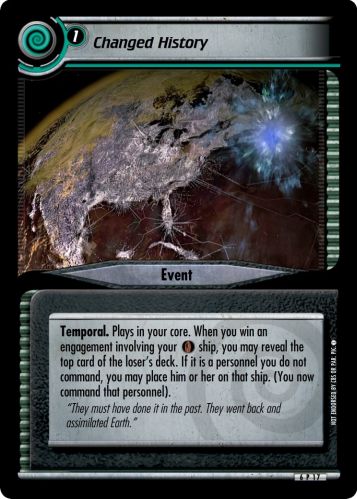 1 Changed History
Event
Temporal. Plays in your core. When you win an
engagement involving your ship, you may reveal the
top card of the loser's deck. If it is a personnel you do not
command, you may place him or her on that ship. (You now
command that personnel).
"They must have done it in the past. They went back and
assimilated Earth."
NOT ENDORSED BY CBS OR PAR. PIC.
6 P 17